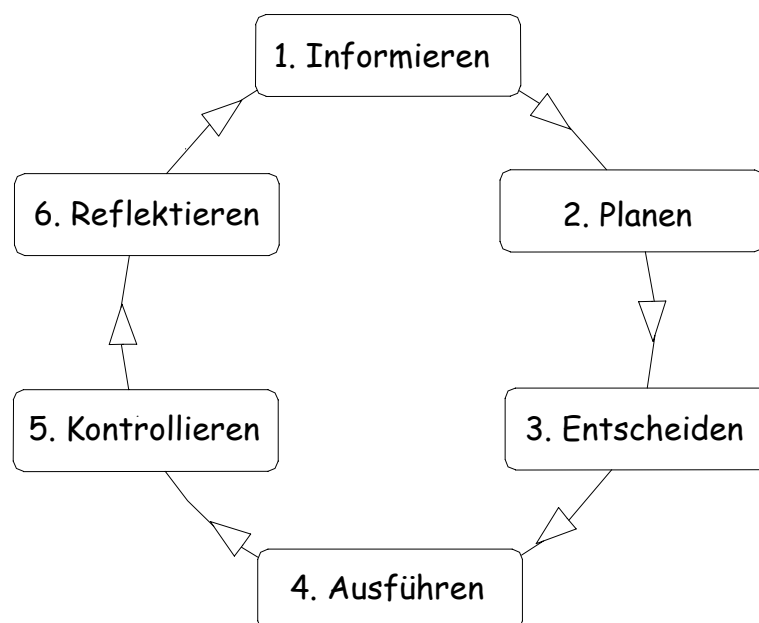 1. Informieren
2. Planen
3. Entscheiden
4. Ausführen
5. Kontrollieren
6. Reflektieren